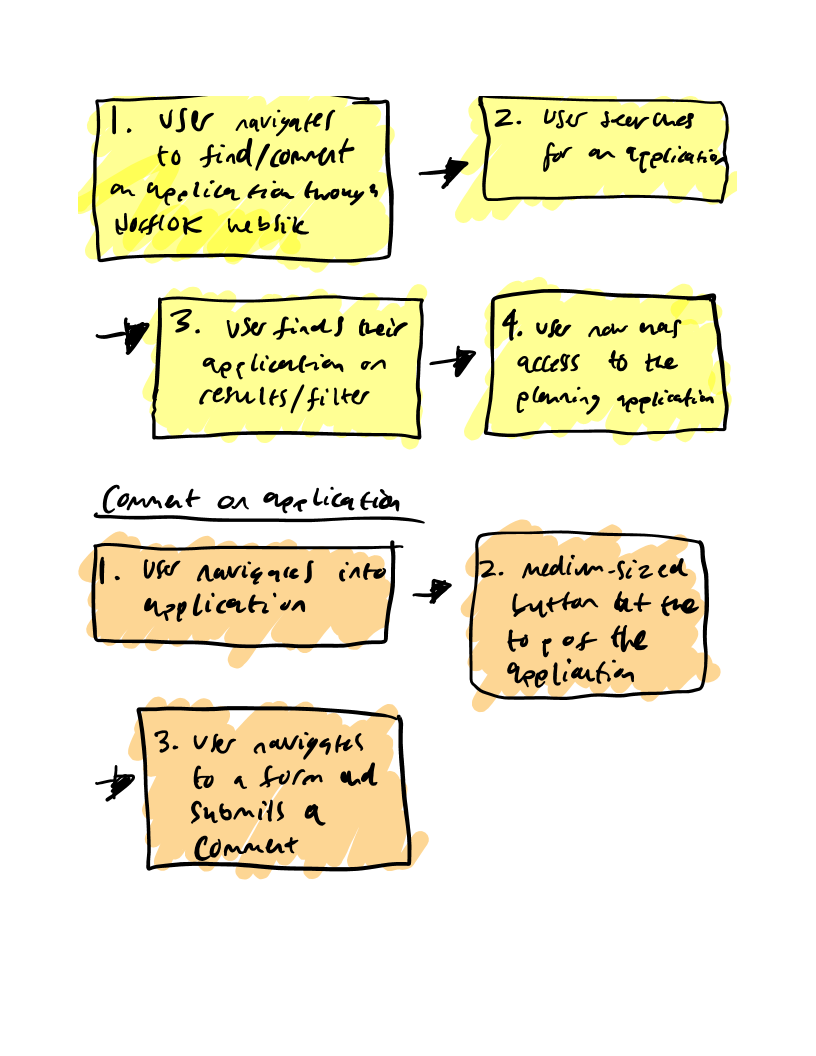 1. User navigates
to find/comment
on application through
Norflok website
2. User searches
for an application
3. User finds their
application on
results/filter
4. User now has
access to the
planning application
Comment on application
1. User navigates into
application
2. medium-sized
button but the
top of the
application
3. User navigates
to a form and
submits a
comment